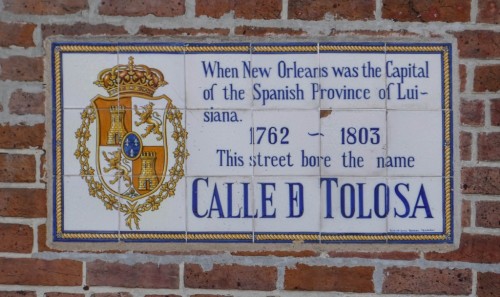 When New Orleans was the Capital
of the Spanish Province of Loui-
siana.
1762 ~ 1803
This street bore the name
CALLE D TOLOSA